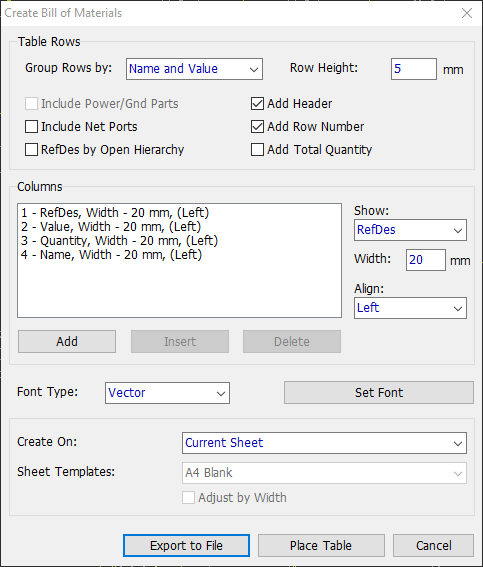 Create Bill of Materials
Table Rows
Group Rows by: Name and Value Row Height: 5 mm
Include Power/Gnd Parts Add Header
Include Net Ports Add Row Number
RefDes by Open Hierarchy Add Total Quantity
Columns
1 - RefDes, Width - 20 mm, (Left)
2 - Value, Width - 20 mm, (Left)
3 - Quantity, Width - 20 mm, (Left)
4 - Name, Width - 20 mm, (Left)
Show:
RefDes
Width: 20 mm
Align:
Left
Add Insert Delete
Font Type: Vector Set Font
Create On: Current Sheet
Sheet Templates: A4 Blank
Adjust by Width
Export to File Place Table Cancel